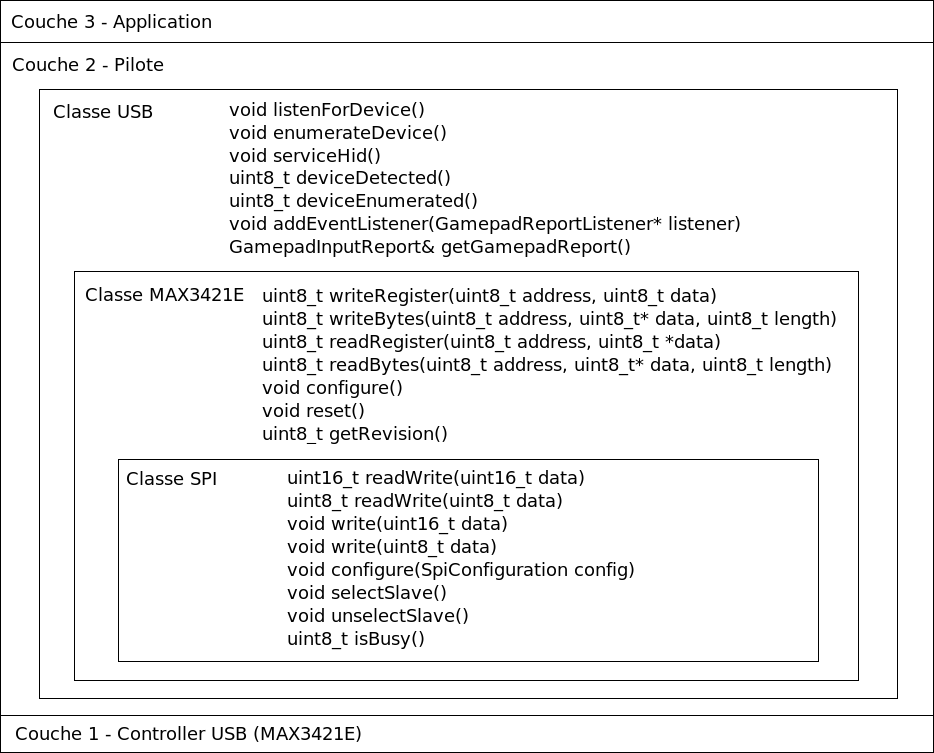 Couche 3 - Application
Couche 2 - Pilote
Classe USB
void listenForDevice()
void enumerateDevice()
void serviceHid()
uint8_t deviceDetected()
uint8_t deviceEnumerated()
void addEventListener(GamepadReportListener* listener)
GamepadInputReport& getGamepadReport()
Classe MAX3421E
uint8_t writeRegister(uint8_t address, uint8_t data)
uint8_t writeBytes(uint8_t address, uint8_t* data, uint8_t length)
uint8_t readRegister(uint8_t address, uint8_t *data)
uint8_t readBytes(uint8_t address, uint8_t* data, uint8_t length)
void configure()
void reset()
uint8_t getRevision()
Classe SPI
uint16_t readWrite(uint16_t data)
uint8_t readWrite(uint8_t data)
void write(uint16_t data)
void write(uint8_t data)
void configure(SpiConfiguration config)
void selectSlave()
void unselectSlave()
uint8_t isBusy()
Couche 1 - Controller USB (MAX3421E)